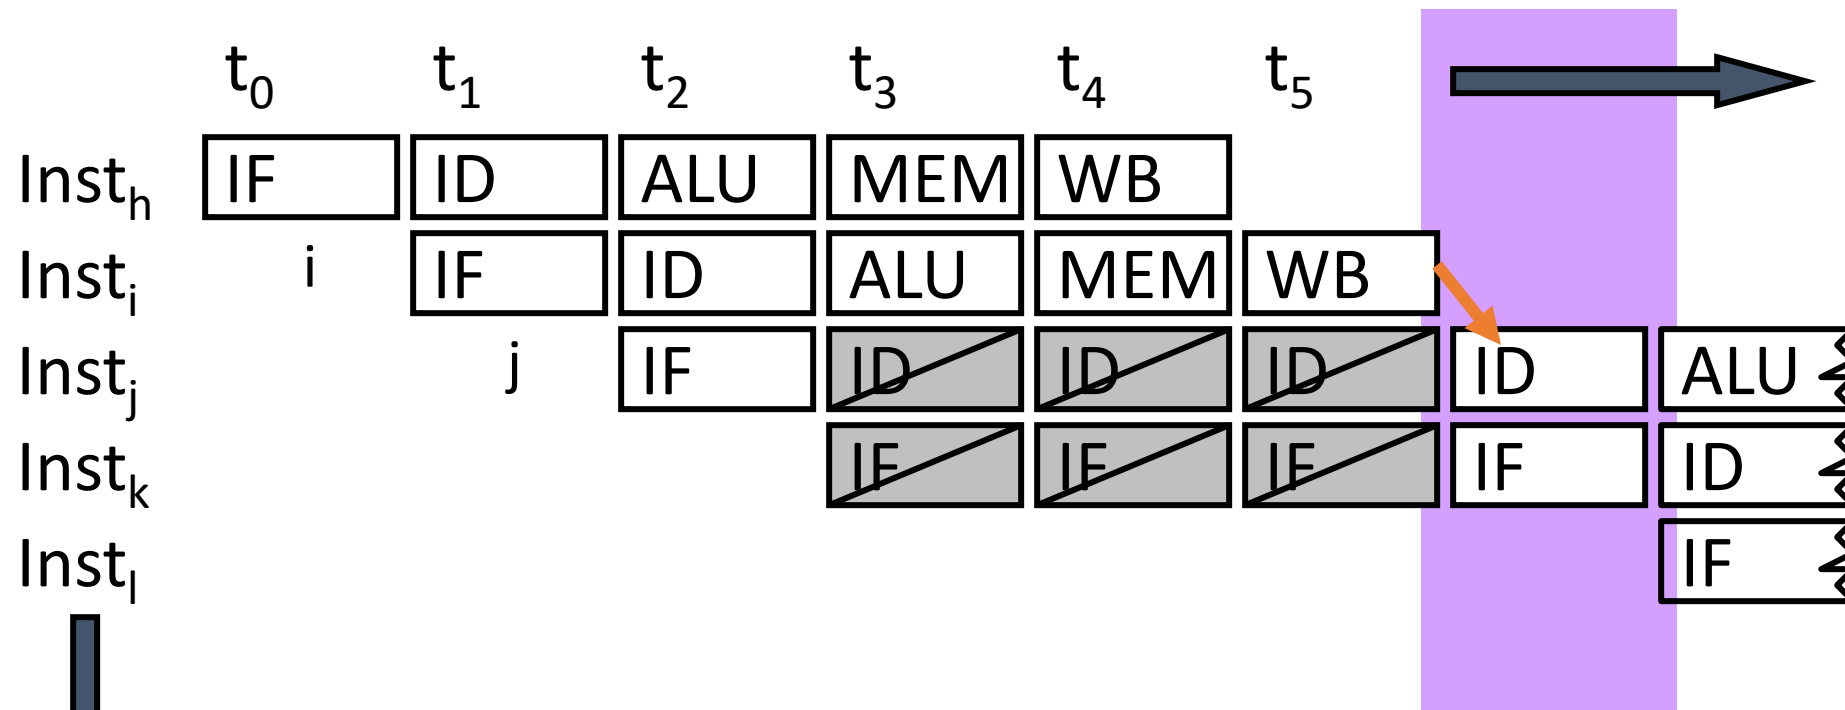 t₀ t₁ t₂ t₃ t₄ t₅
Instₕ IF ID ALU MEM WB
Instᵢ i IF ID ALU MEM WB
Instⱼ j IF ID ID ID ID ALU
Instₖ IF IF IF IF ID
Instₗ IF